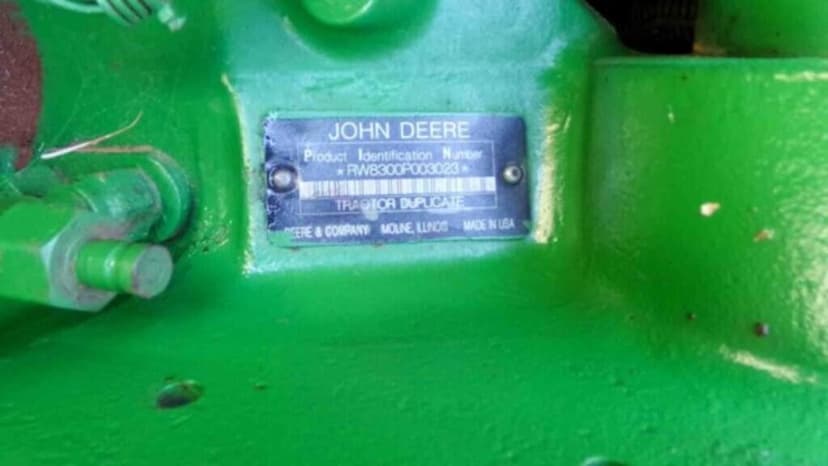 JOHN DEERE
Product Identification Number
*RW8300P003023*
TRACTOR DUPLICATE
DEERE & COMPANY MOLINE, ILLINOIS MADE IN USA